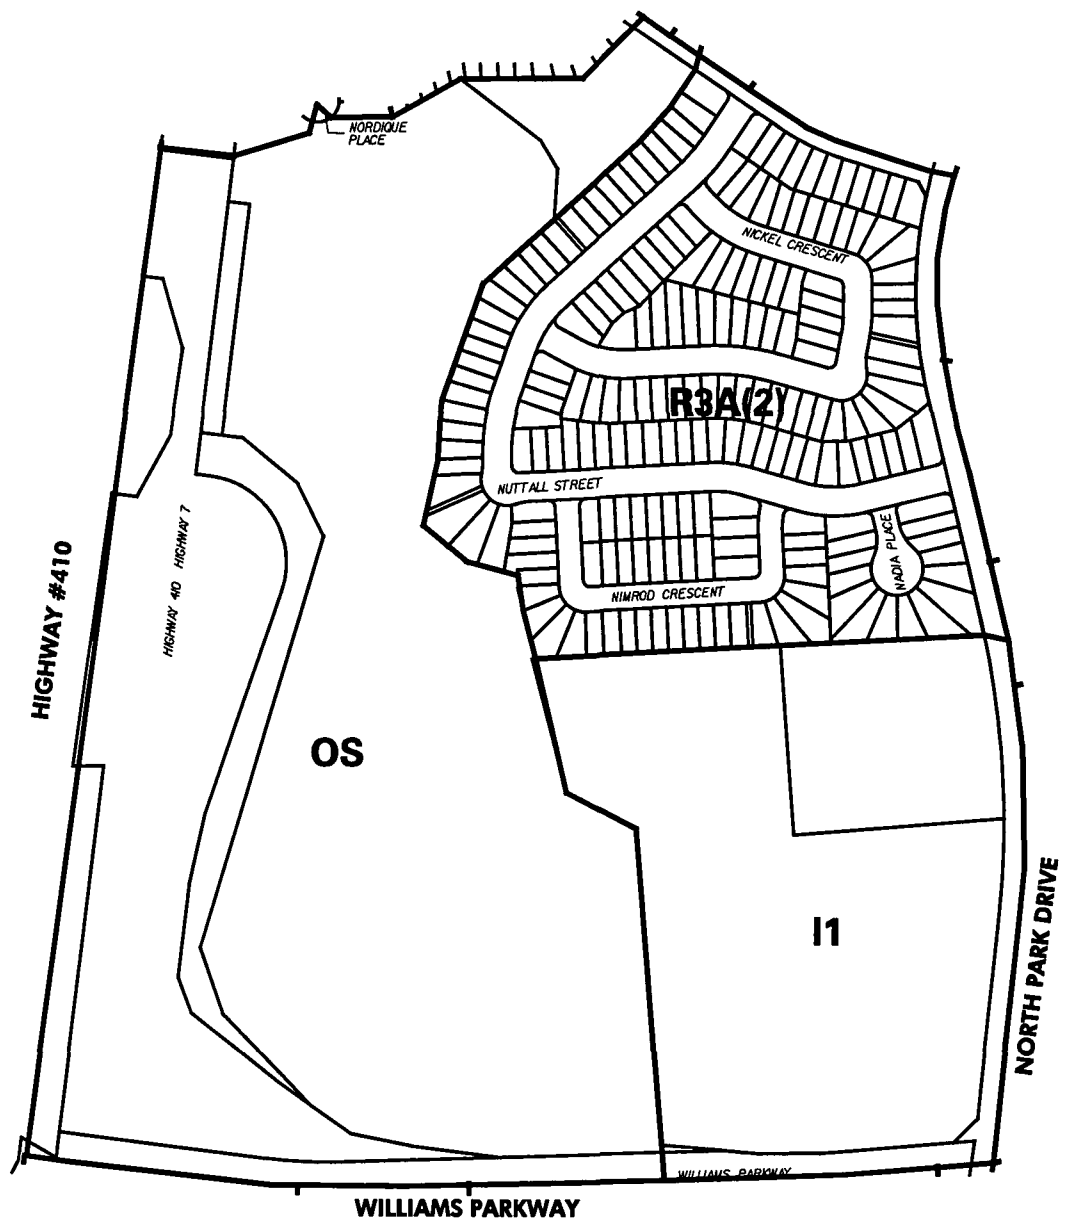 NORDIQUE
PLACE
NICKEL CRESCENT
R3A(2)
NUTTALL STREET
HIGHWAY 410 HIGHWAY 7
NADIA PLACE
HIGHWAY #410
NIMROD CRESCENT
OS
I1
NORTH PARK DRIVE
WILLIAMS PARKWAY
WILLIAMS PARKWAY